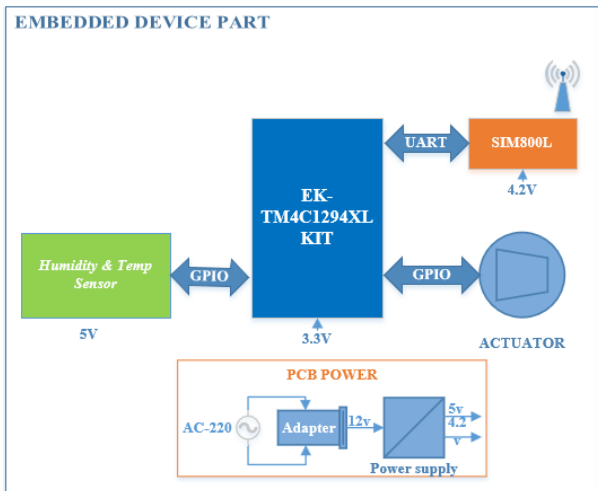 EMBEDDED DEVICE PART
UART
SIM800L
4.2V
EK-
TM4C1294XL
KIT
Humidity & Temp
Sensor
GPIO
GPIO
5V
3.3V
ACTUATOR
PCB POWER
AC-220
Adapter
12v
5v
4.2
v
Power supply